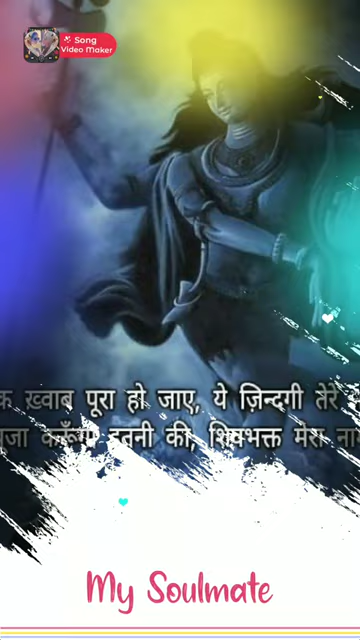 Song
Video Maker
ख़्वाब पूरा हो जाए, ये ज़िन्दगी तेरे
इतनी की, शिवभक्त मेरा
My Soulmate